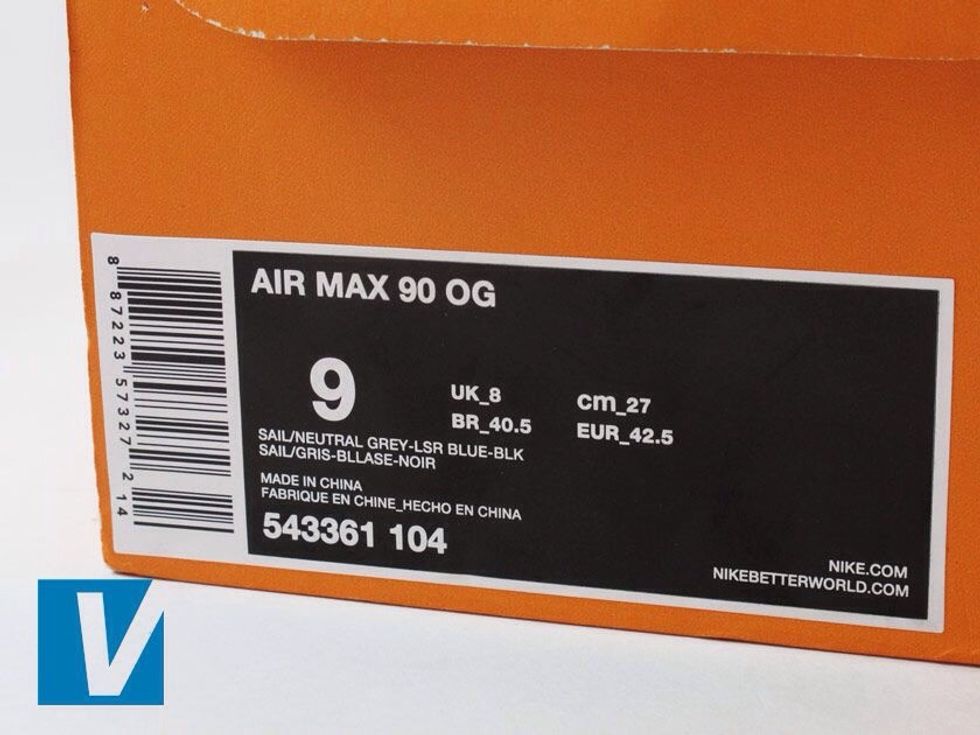 AIR MAX 90 OG
9
UK_8 cm_27
BR_40.5 EUR_42.5
SAIL/NEUTRAL GREY-LSR BLUE-BLK
SAIL/GRIS-BLLASE-NOIR
MADE IN CHINA
FABRIQUE EN CHINE_HECHO EN CHINA
543361 104
NIKE.COM
NIKEBETTERWORLD.COM
8 87223 57327 2 14
V